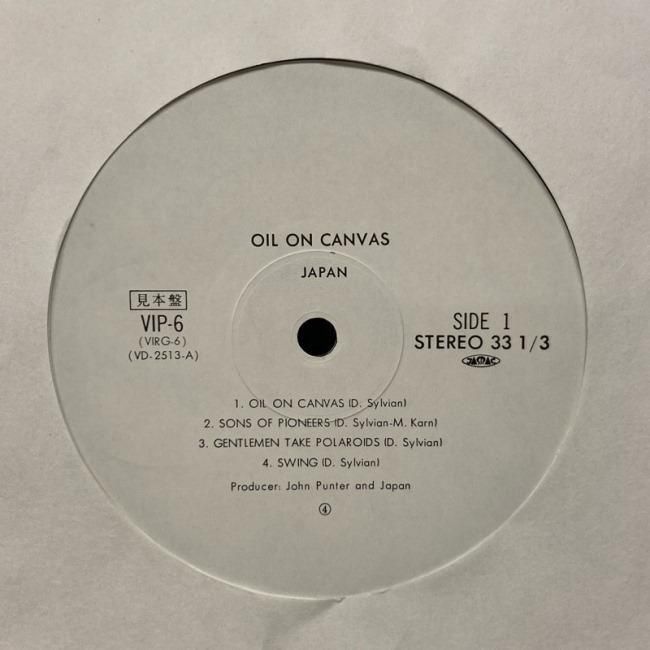 OIL ON CANVAS
JAPAN
見本盤
VIP-6
(VIRG-6)
(VD-2513-A)
SIDE 1
STEREO 33 1/3
JASRAC
1. OIL ON CANVAS (D. Sylvian)
2. SONS OF PIONEERS (D. Sylvian-M. Karn)
3. GENTLEMEN TAKE POLAROIDS (D. Sylvian)
4. SWING (D. Sylvian)
Producer: John Punter and Japan
④